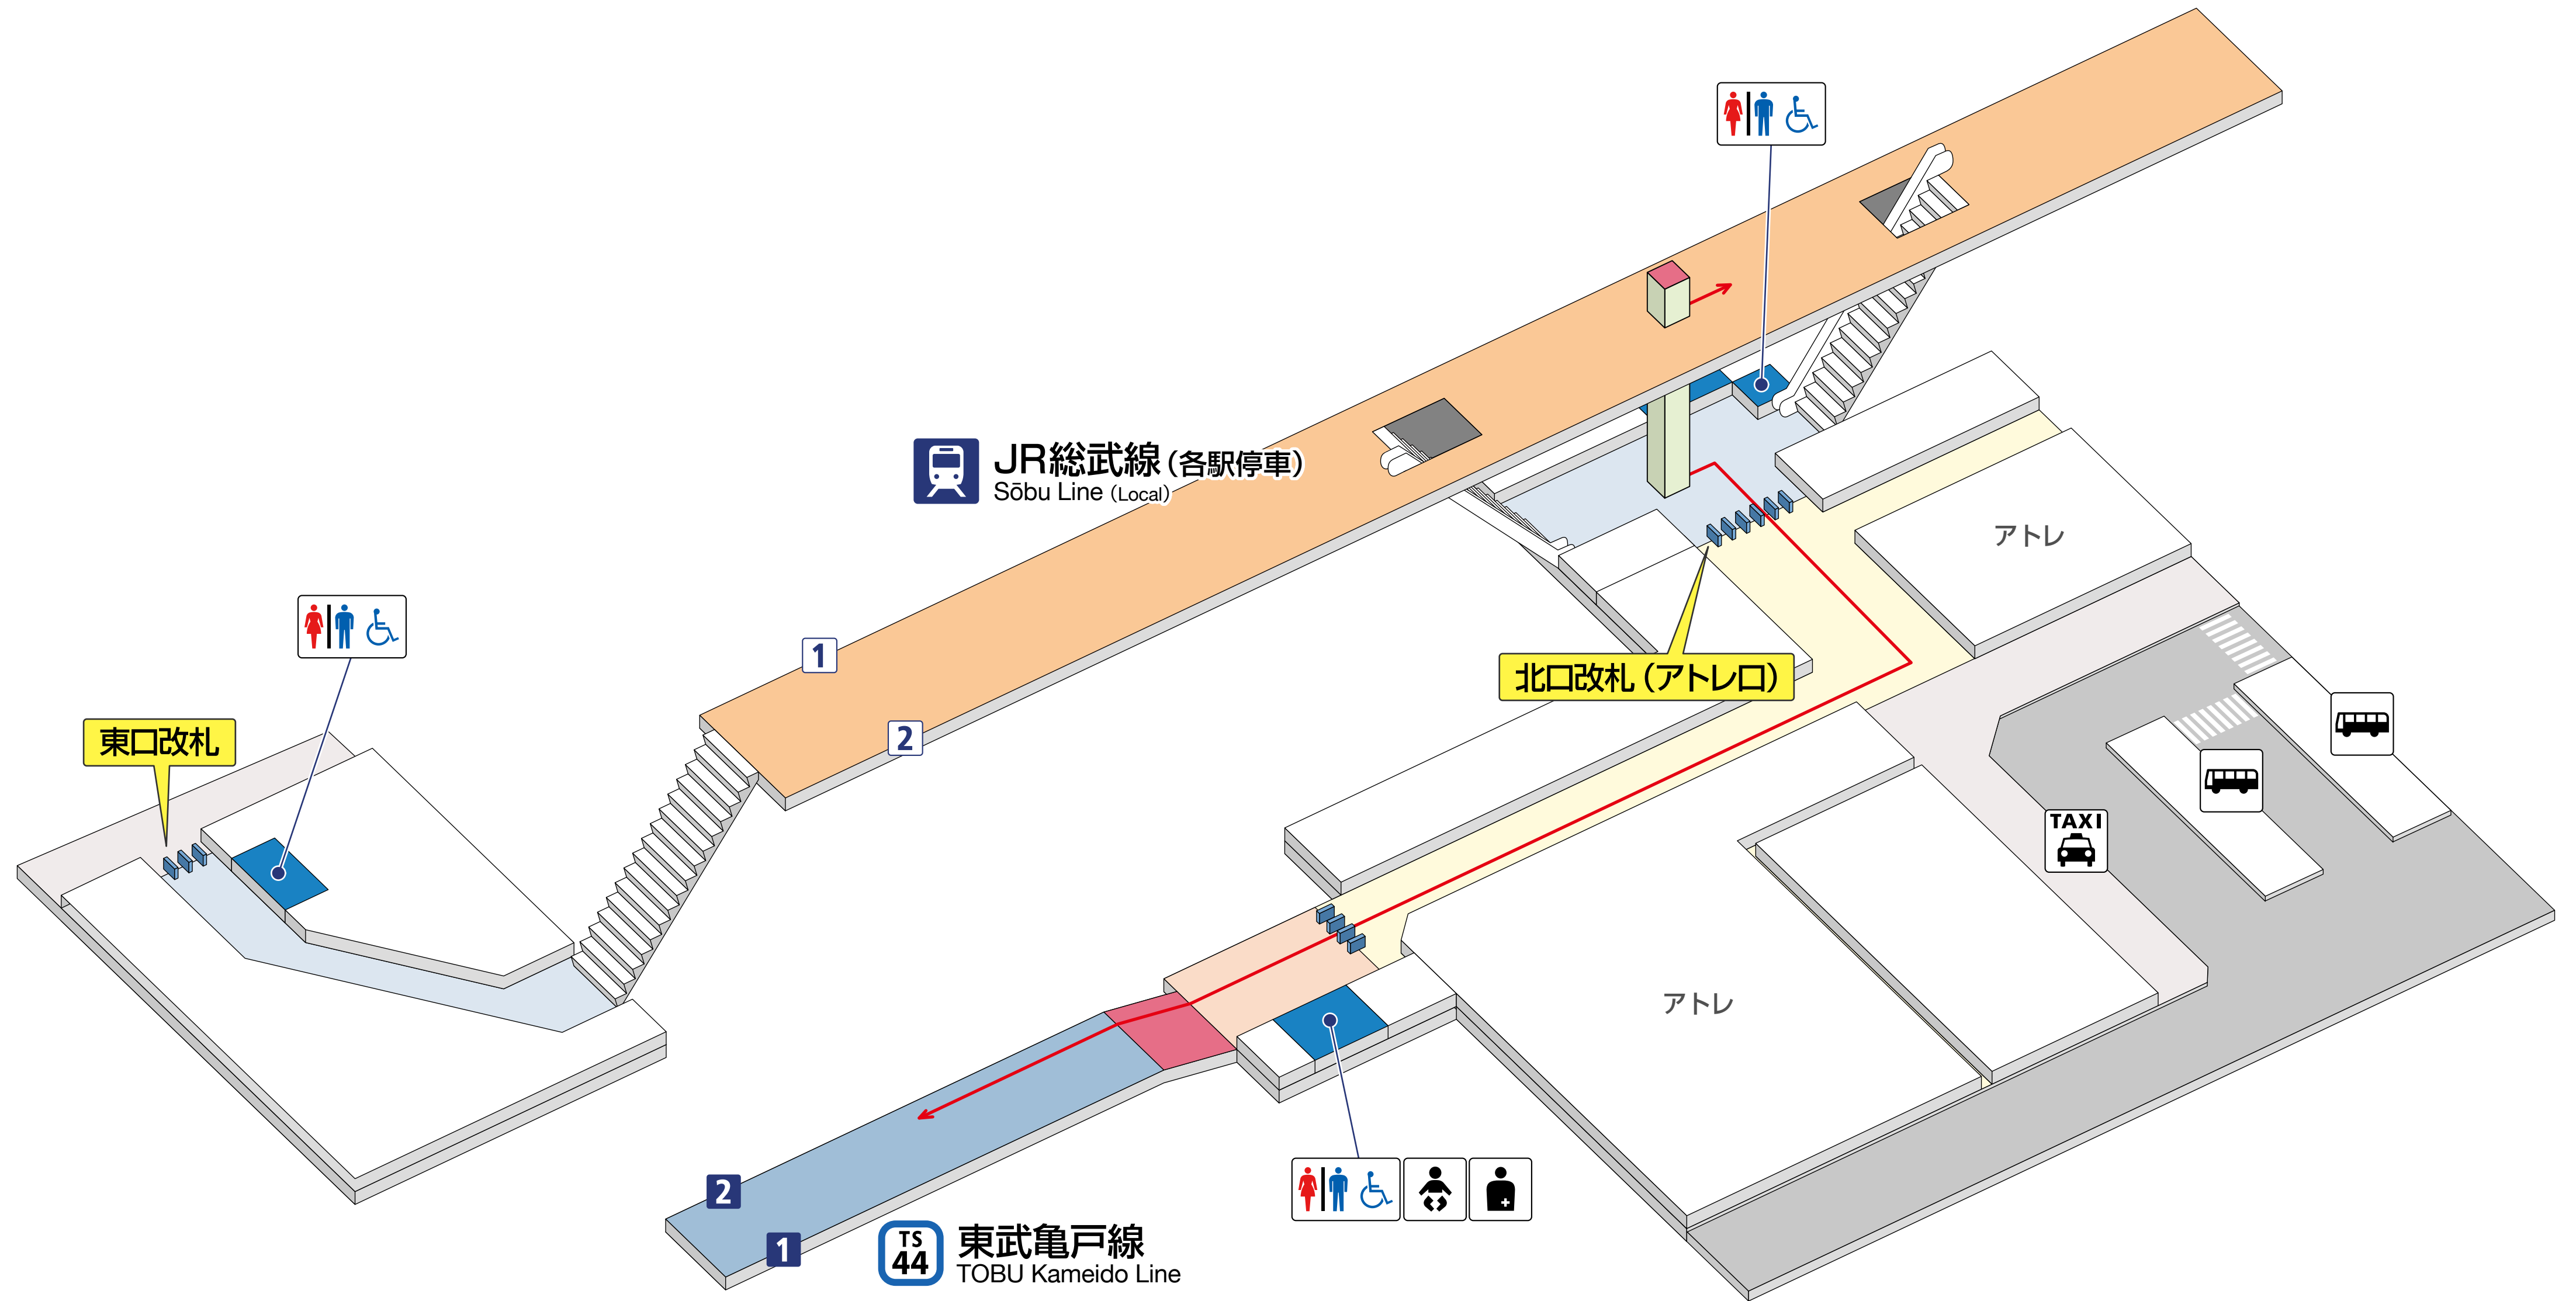 JR総武線(各駅停車)
Sōbu Line (Local)
アトレ
1
北口改札(アトレ口)
2
東口改札
TAXI
アトレ
2
1
TS
44
東武亀戸線
TOBU Kameido Line